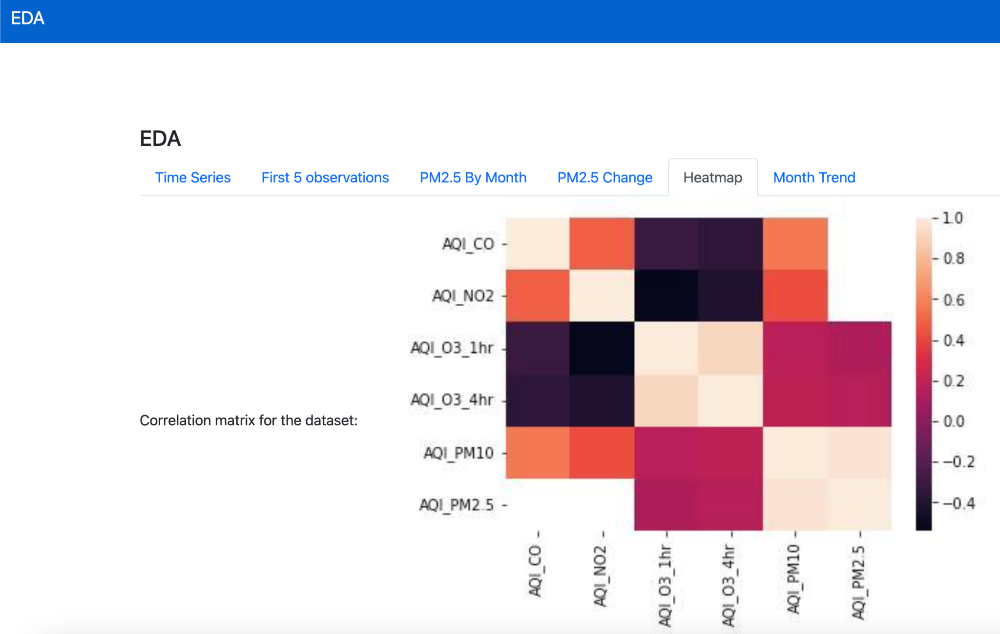 EDA
EDA
Time Series First 5 observations PM2.5 By Month PM2.5 Change Heatmap Month Trend
Correlation matrix for the dataset:
AQI_CO
AQI_NO2
AQI_O3_1hr
AQI_O3_4hr
AQI_PM10
AQI_PM2.5
AQI_CO
AQI_NO2
AQI_O3_1hr
AQI_O3_4hr
AQI_PM10
AQI_PM2.5
1.0
0.8
0.6
0.4
0.2
0.0
−0.2
−0.4